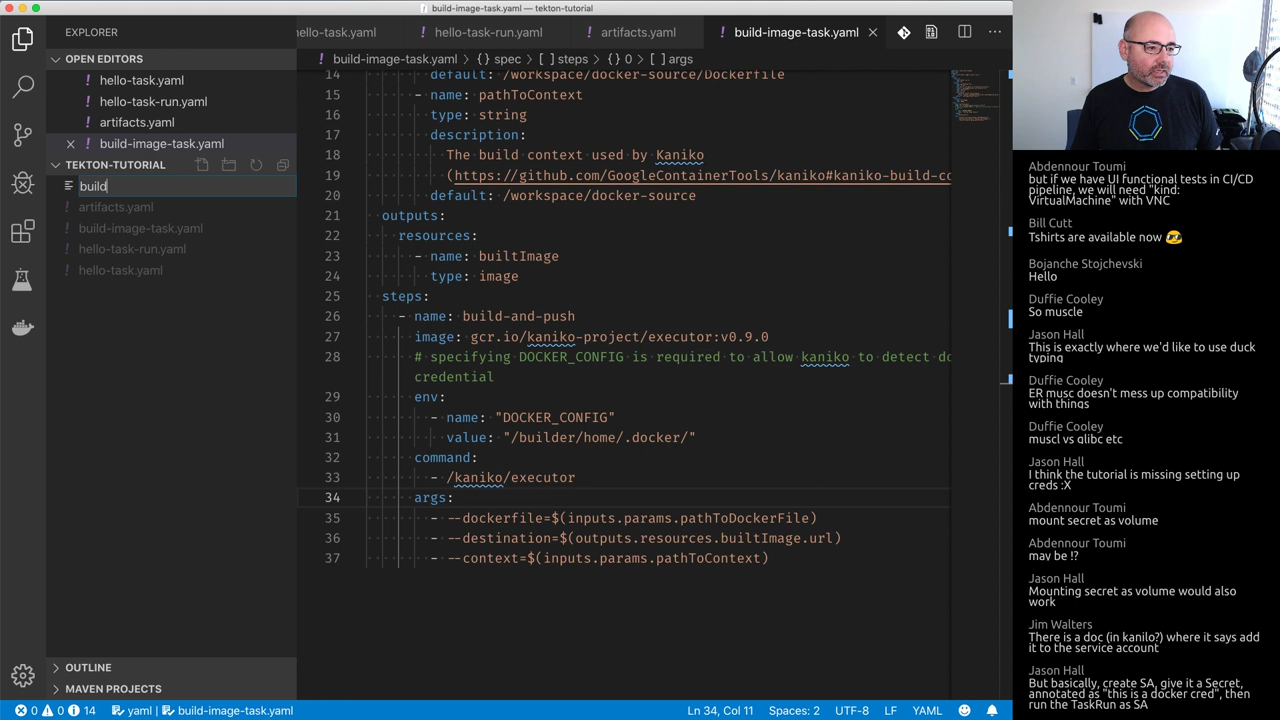 build-image-task.yaml — tekton-tutorial
EXPLORER
OPEN EDITORS
hello-task.yaml
hello-task-run.yaml
artifacts.yaml
build-image-task.yaml
TEKTON-TUTORIAL
build
artifacts.yaml
build-image-task.yaml
hello-task-run.yaml
hello-task.yaml
OUTLINE
MAVEN PROJECTS
hello-task.yaml
hello-task-run.yaml
artifacts.yaml
build-image-task.yaml
build-image-task.yaml > {} spec > [ ] steps > {} 0 > [ ] args
14 default: /workspace/docker-source/Dockerfile
15 - name: pathToContext
16 type: string
17 description:
18 The build context used by Kaniko
19 (https://github.com/GoogleContainerTools/kaniko#kaniko-build-co
20 default: /workspace/docker-source
21 outputs:
22 resources:
23 - name: builtImage
24 type: image
25 steps:
26 - name: build-and-push
27 image: gcr.io/kaniko-project/executor:v0.9.0
28 # specifying DOCKER_CONFIG is required to allow kaniko to detect do
credential
29 env:
30 - name: "DOCKER_CONFIG"
31 value: "/builder/home/.docker/"
32 command:
33 - /kaniko/executor
34 args:
35 - --dockerfile=$(inputs.params.pathToDockerFile)
36 - --destination=$(outputs.resources.builtImage.url)
37 - --context=$(inputs.params.pathToContext)
Abdennour Toumi
but if we have UI functional tests in CI/CD
pipeline, we will need "kind:
VirtualMachine" with VNC
Bill Cutt
Tshirts are available now 😎
Bojanche Stojchevski
Hello
Duffie Cooley
So muscle
Jason Hall
This is exactly where we'd like to use duck
typing
Duffie Cooley
ER musc doesn't mess up compatibility
with things
Duffie Cooley
muscl vs glibc etc
Jason Hall
I think the tutorial is missing setting up
creds :X
Abdennour Toumi
mount secret as volume
Abdennour Toumi
may be !?
Jason Hall
Mounting secret as volume would also
work
Jim Walters
There is a doc (in kanilo?) where it says add
it to the service account
Jason Hall
But basically, create SA, give it a Secret,
annotated as "this is a docker cred", then
run the TaskRun as SA
0 0 14 yaml | build-image-task.yaml Ln 34, Col 11 Spaces: 2 UTF-8 LF YAML